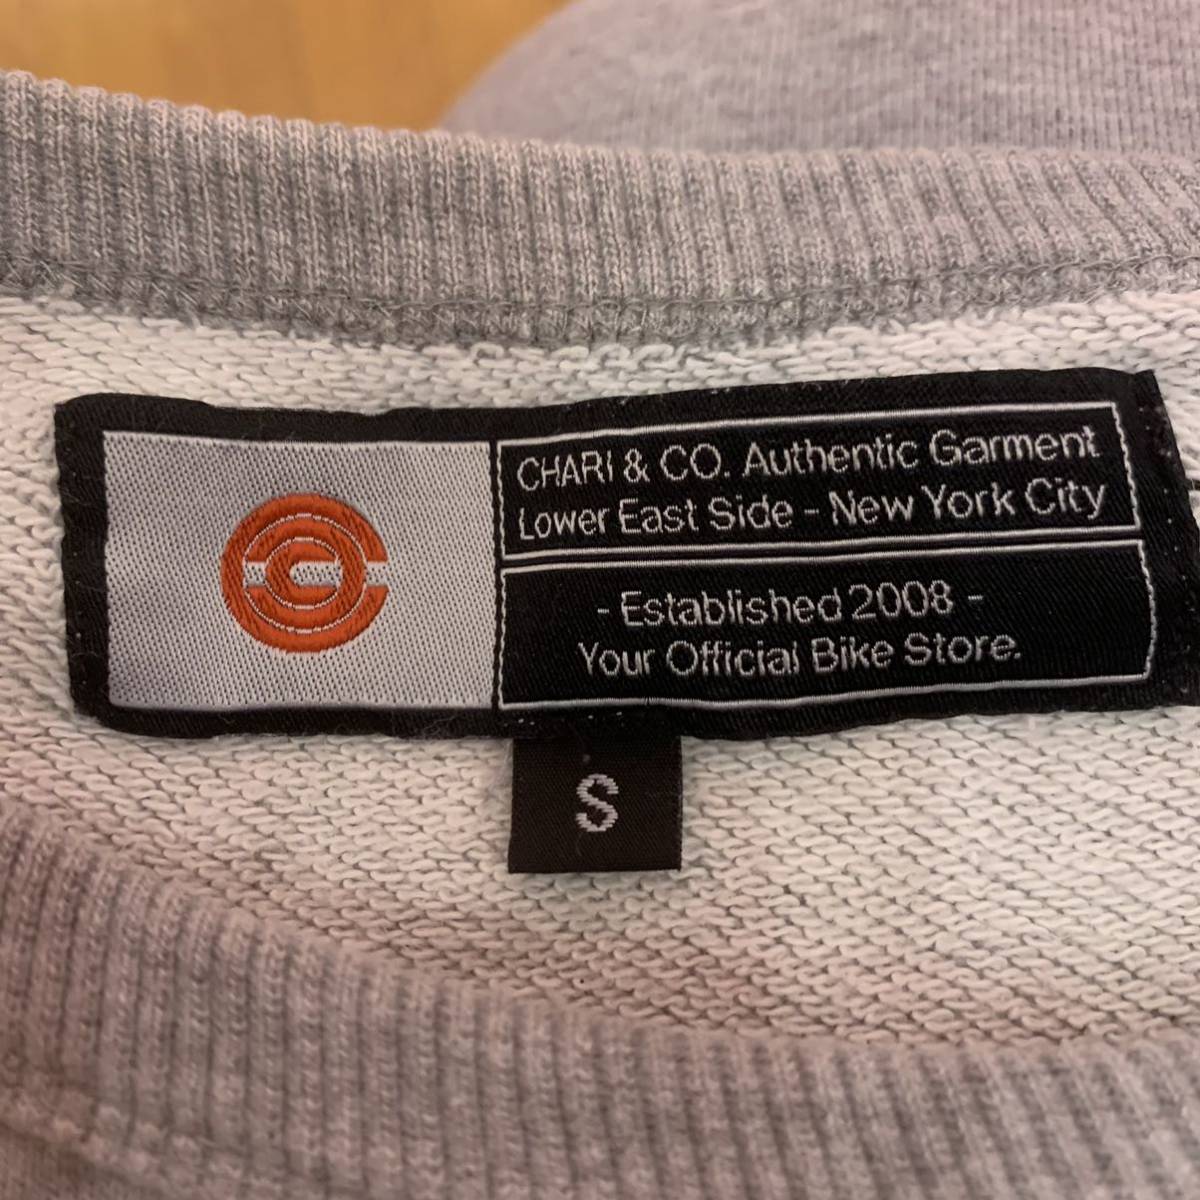 CHARI & CO. Authentic Garment
Lower East Side - New York City
- Established 2008 -
Your Official Bike Store.
S